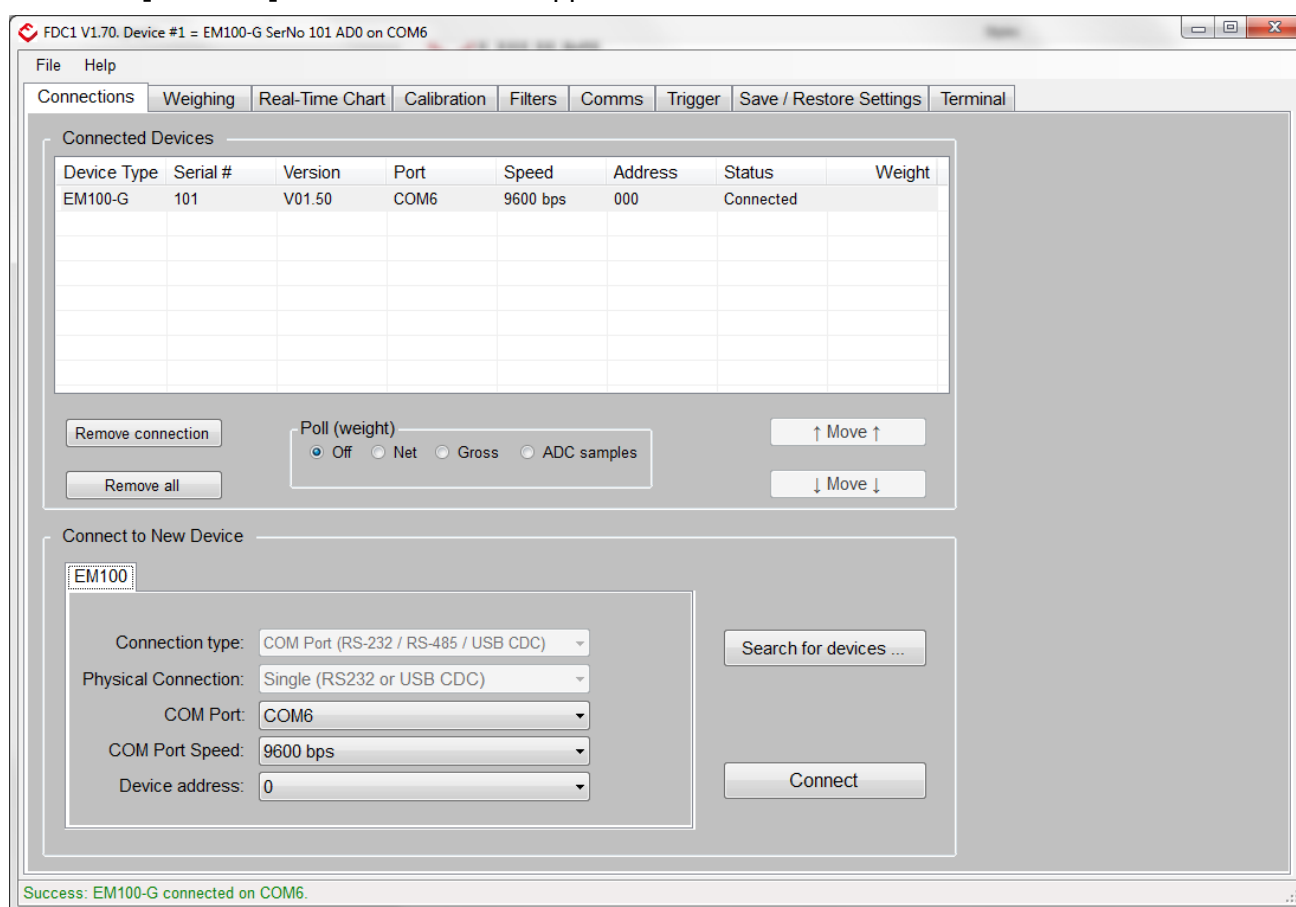 FDC1 V1.70. Device #1 = EM100-G SerNo 101 AD0 on COM6
File Help
Connections Weighing Real-Time Chart Calibration Filters Comms Trigger Save / Restore Settings Terminal
Connected Devices
Device Type Serial # Version Port Speed Address Status Weight
EM100-G 101 V01.50 COM6 9600 bps 000 Connected
Remove connection
Poll (weight)
Off Net Gross ADC samples
↑ Move ↑
Remove all
↓ Move ↓
Connect to New Device
EM100
Connection type: COM Port (RS-232 / RS-485 / USB CDC)
Search for devices ...
Physical Connection: Single (RS232 or USB CDC)
COM Port: COM6
COM Port Speed: 9600 bps
Device address: 0
Connect
Success: EM100-G connected on COM6.